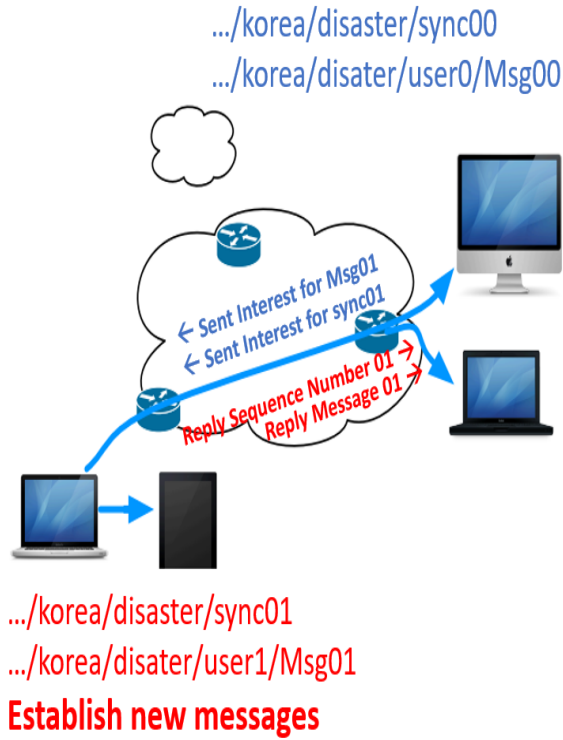 .../korea/disaster/sync00
.../korea/disater/user0/Msg00
← Sent Interest for Msg01
← Sent Interest for sync01
Reply Sequence Number 01 →
Reply Message 01 →
.../korea/disaster/sync01
.../korea/disater/user1/Msg01
Establish new messages